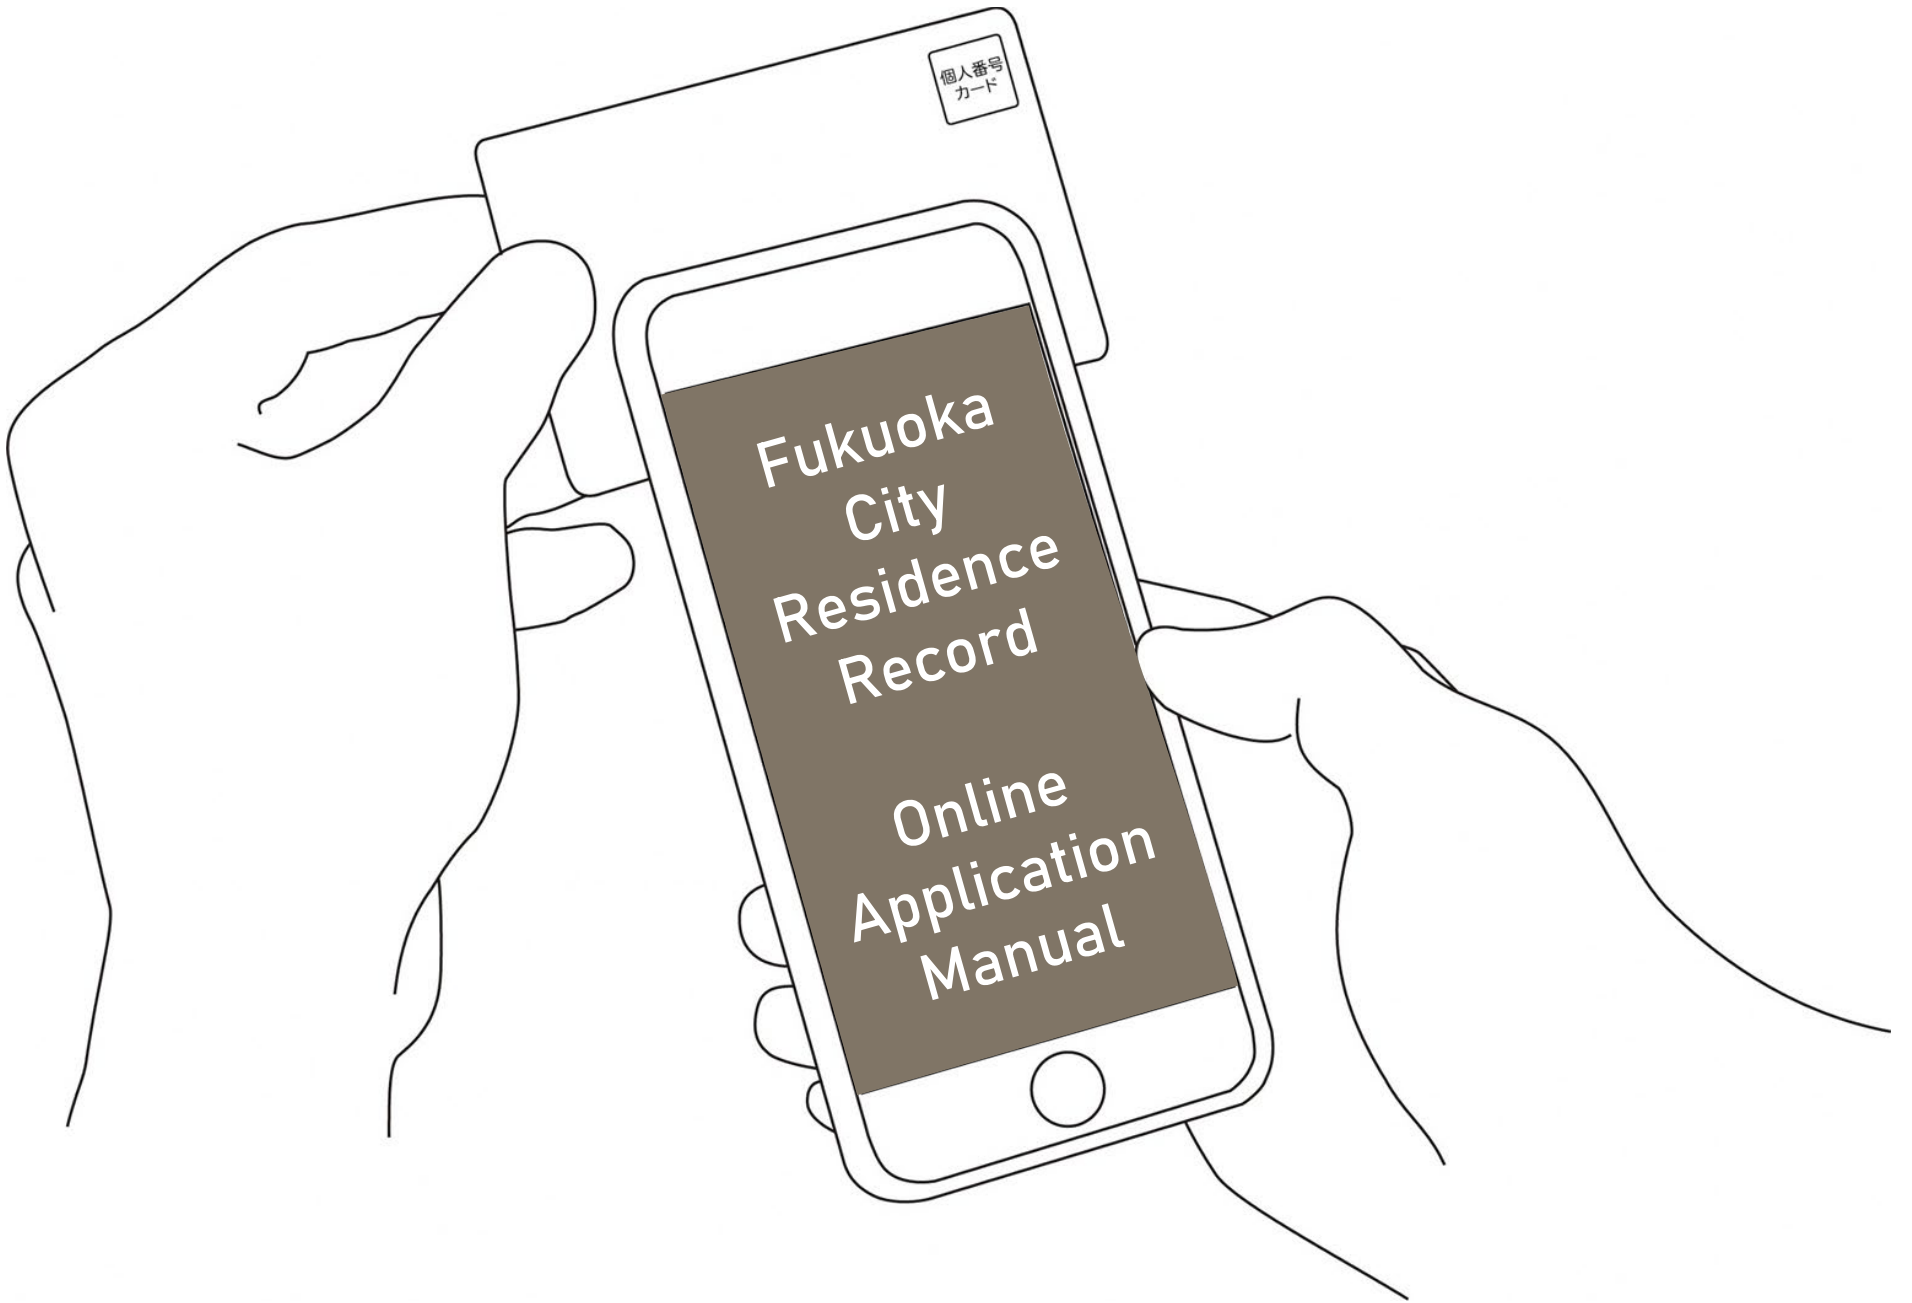 個人番号
カード
Fukuoka
City
Residence
Record
Online
Application
Manual